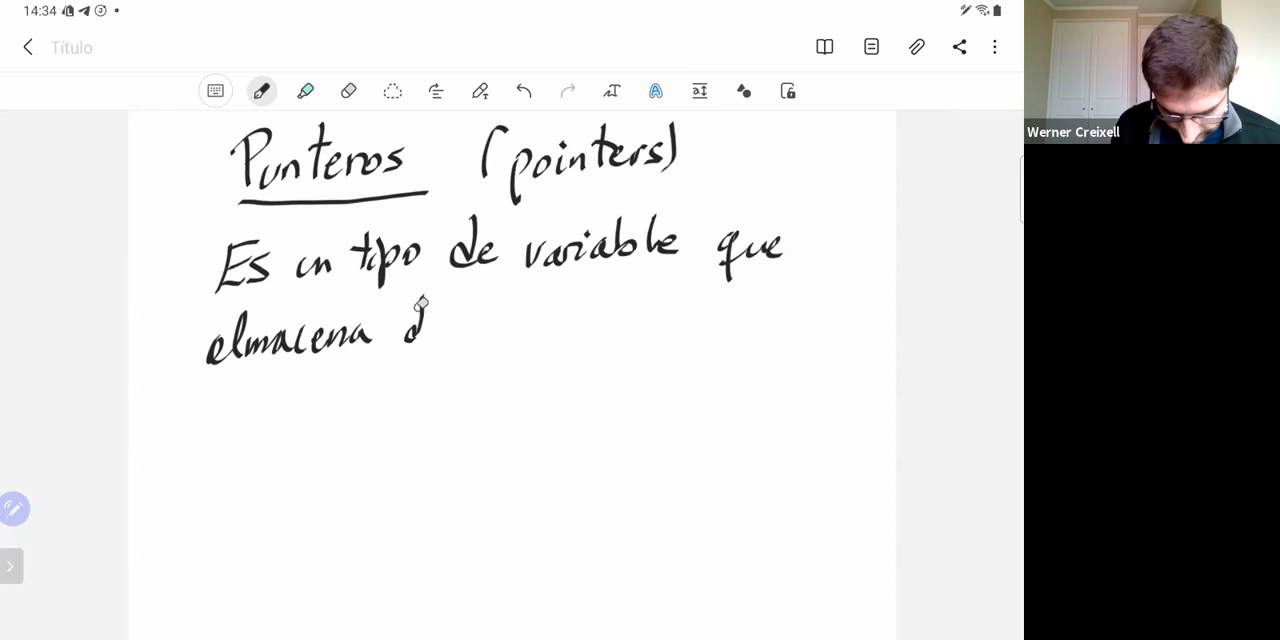 14:34
Título
Punteros (pointers)
Es un tipo de variable que
almacena d
Werner Creixell